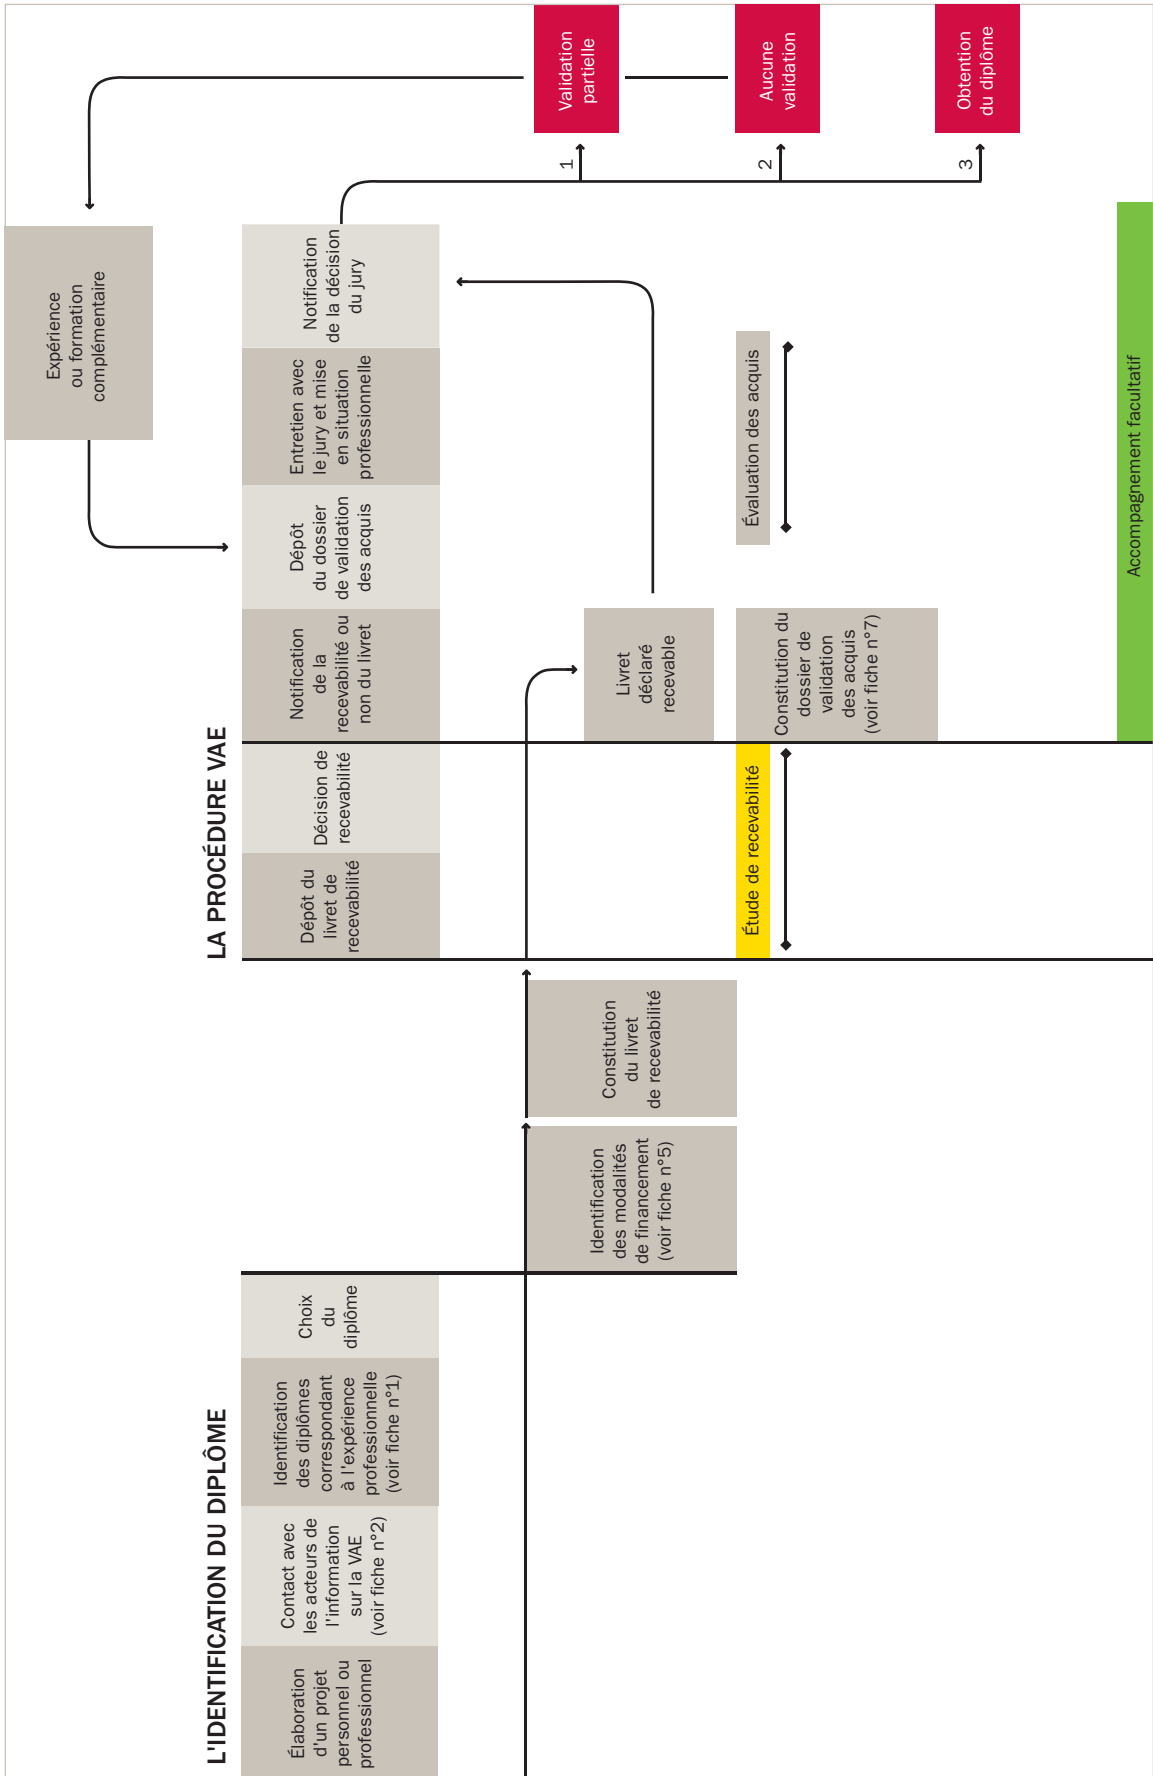 L'IDENTIFICATION DU DIPLÔME
Élaboration
d'un projet
personnel ou
professionnel
Contact avec
les acteurs de
l'information
sur la VAE
(voir fiche n°2)
Identification
des diplômes
correspondant
à l'expérience
professionnelle
(voir fiche n°1)
Choix
du
diplôme
Identification
des modalités
de financement
(voir fiche n°5)
Constitution
du livret
de recevabilité
LA PROCÉDURE VAE
Dépôt du
livret de
recevabilité
Décision de
recevabilité
Notification
de la
recevabilité ou
non du livret
Dépôt
du dossier
de validation
des acquis
Entretien avec
le jury et mise
en situation
professionnelle
Notification
de la décision
du jury
Expérience
ou formation
complémentaire
Livret
déclaré
recevable
Étude de recevabilité
Constitution du
dossier de
validation
des acquis
(voir fiche n°7)
Évaluation des acquis
1
Validation
partielle
2
Aucune
validation
3
Obtention
du diplôme
Accompagnement facultatif